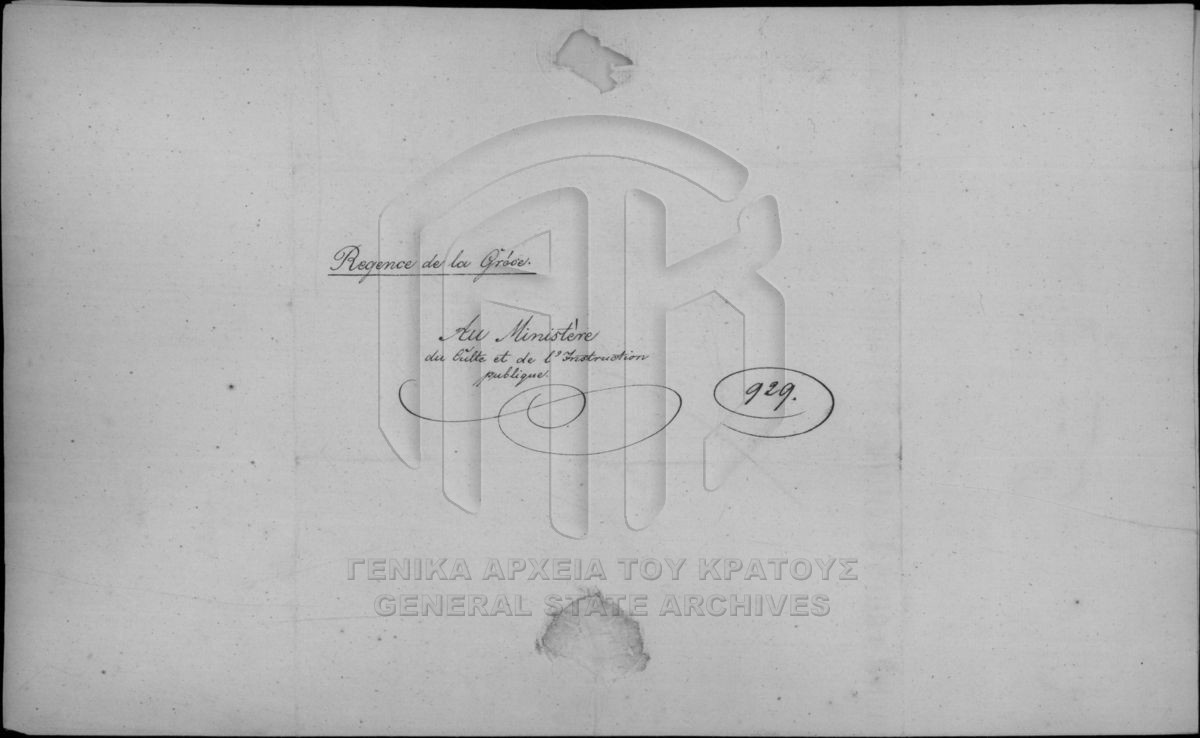 Regence de la Grèce.
Au Ministère
du Culte et de l'Instruction
publique.
929.
ΓΕΝΙΚΑ ΑΡΧΕΙΑ ΤΟΥ ΚΡΑΤΟΥΣ
GENERAL STATE ARCHIVES